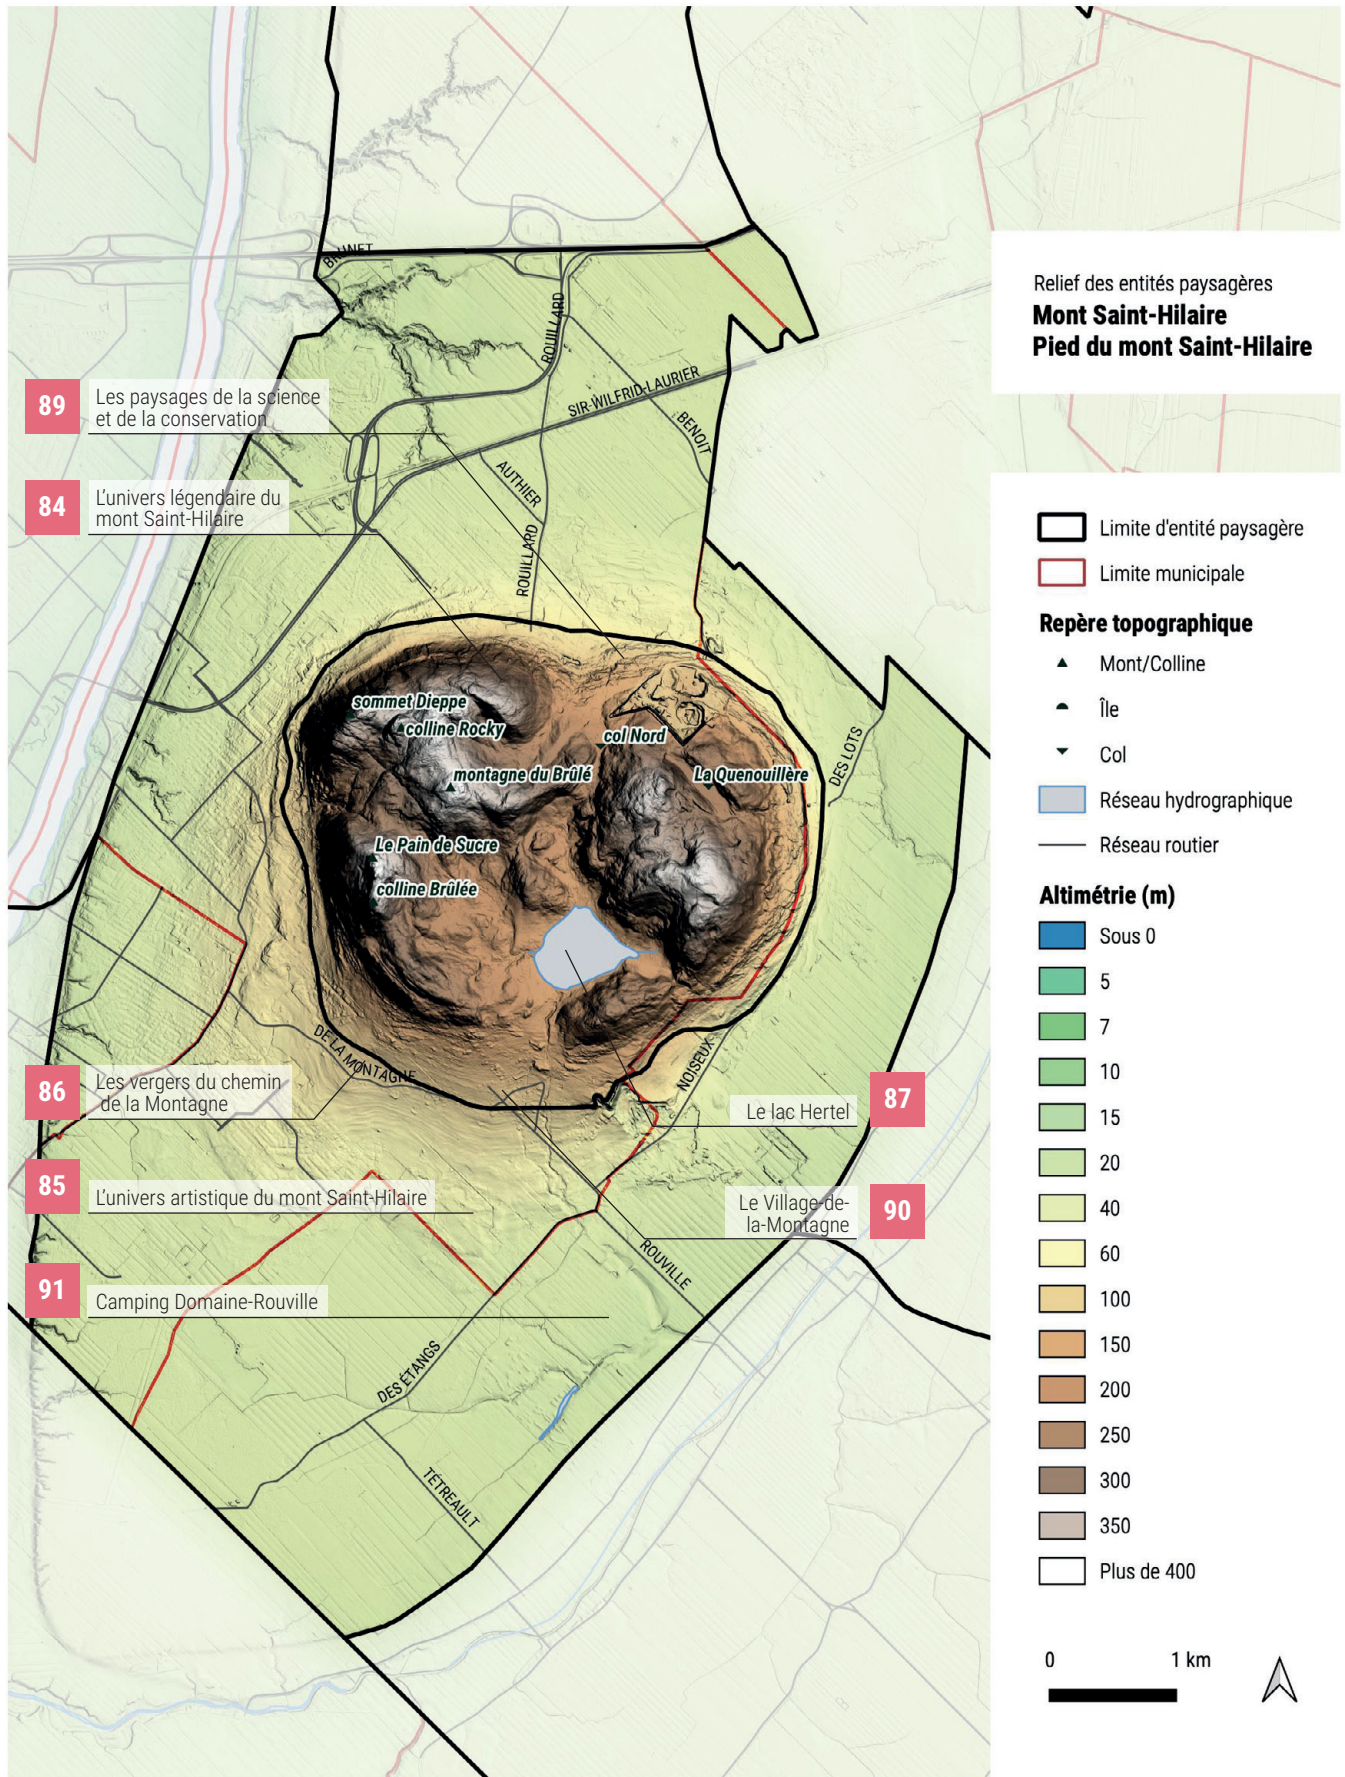 BRUNET
ROUILLARD
SIR-WILFRID-LAURIER
BENOIT
AUTHIER
ROUILLARD
89
Les paysages de la science
et de la conservation
84
L'univers légendaire du
mont Saint-Hilaire
sommet Dieppe
colline Rocky
col Nord
montagne du Brûlé
La Quenouillère
DES LOTS
Le Pain de Sucre
colline Brûlée
DE LA MONTAGNE
NOISEUX
86
Les vergers du chemin
de la Montagne
87
Le lac Hertel
85
L'univers artistique du mont Saint-Hilaire
90
Le Village-de-
la-Montagne
ROUVILLE
91
Camping Domaine-Rouville
DES ÉTANGS
TÉTREAULT
Relief des entités paysagères
Mont Saint-Hilaire
Pied du mont Saint-Hilaire
Limite d'entité paysagère
Limite municipale
Repère topographique
Mont/Colline
Île
Col
Réseau hydrographique
Réseau routier
Altimétrie (m)
Sous 0
5
7
10
15
20
40
60
100
150
200
250
300
350
Plus de 400
0 1 km